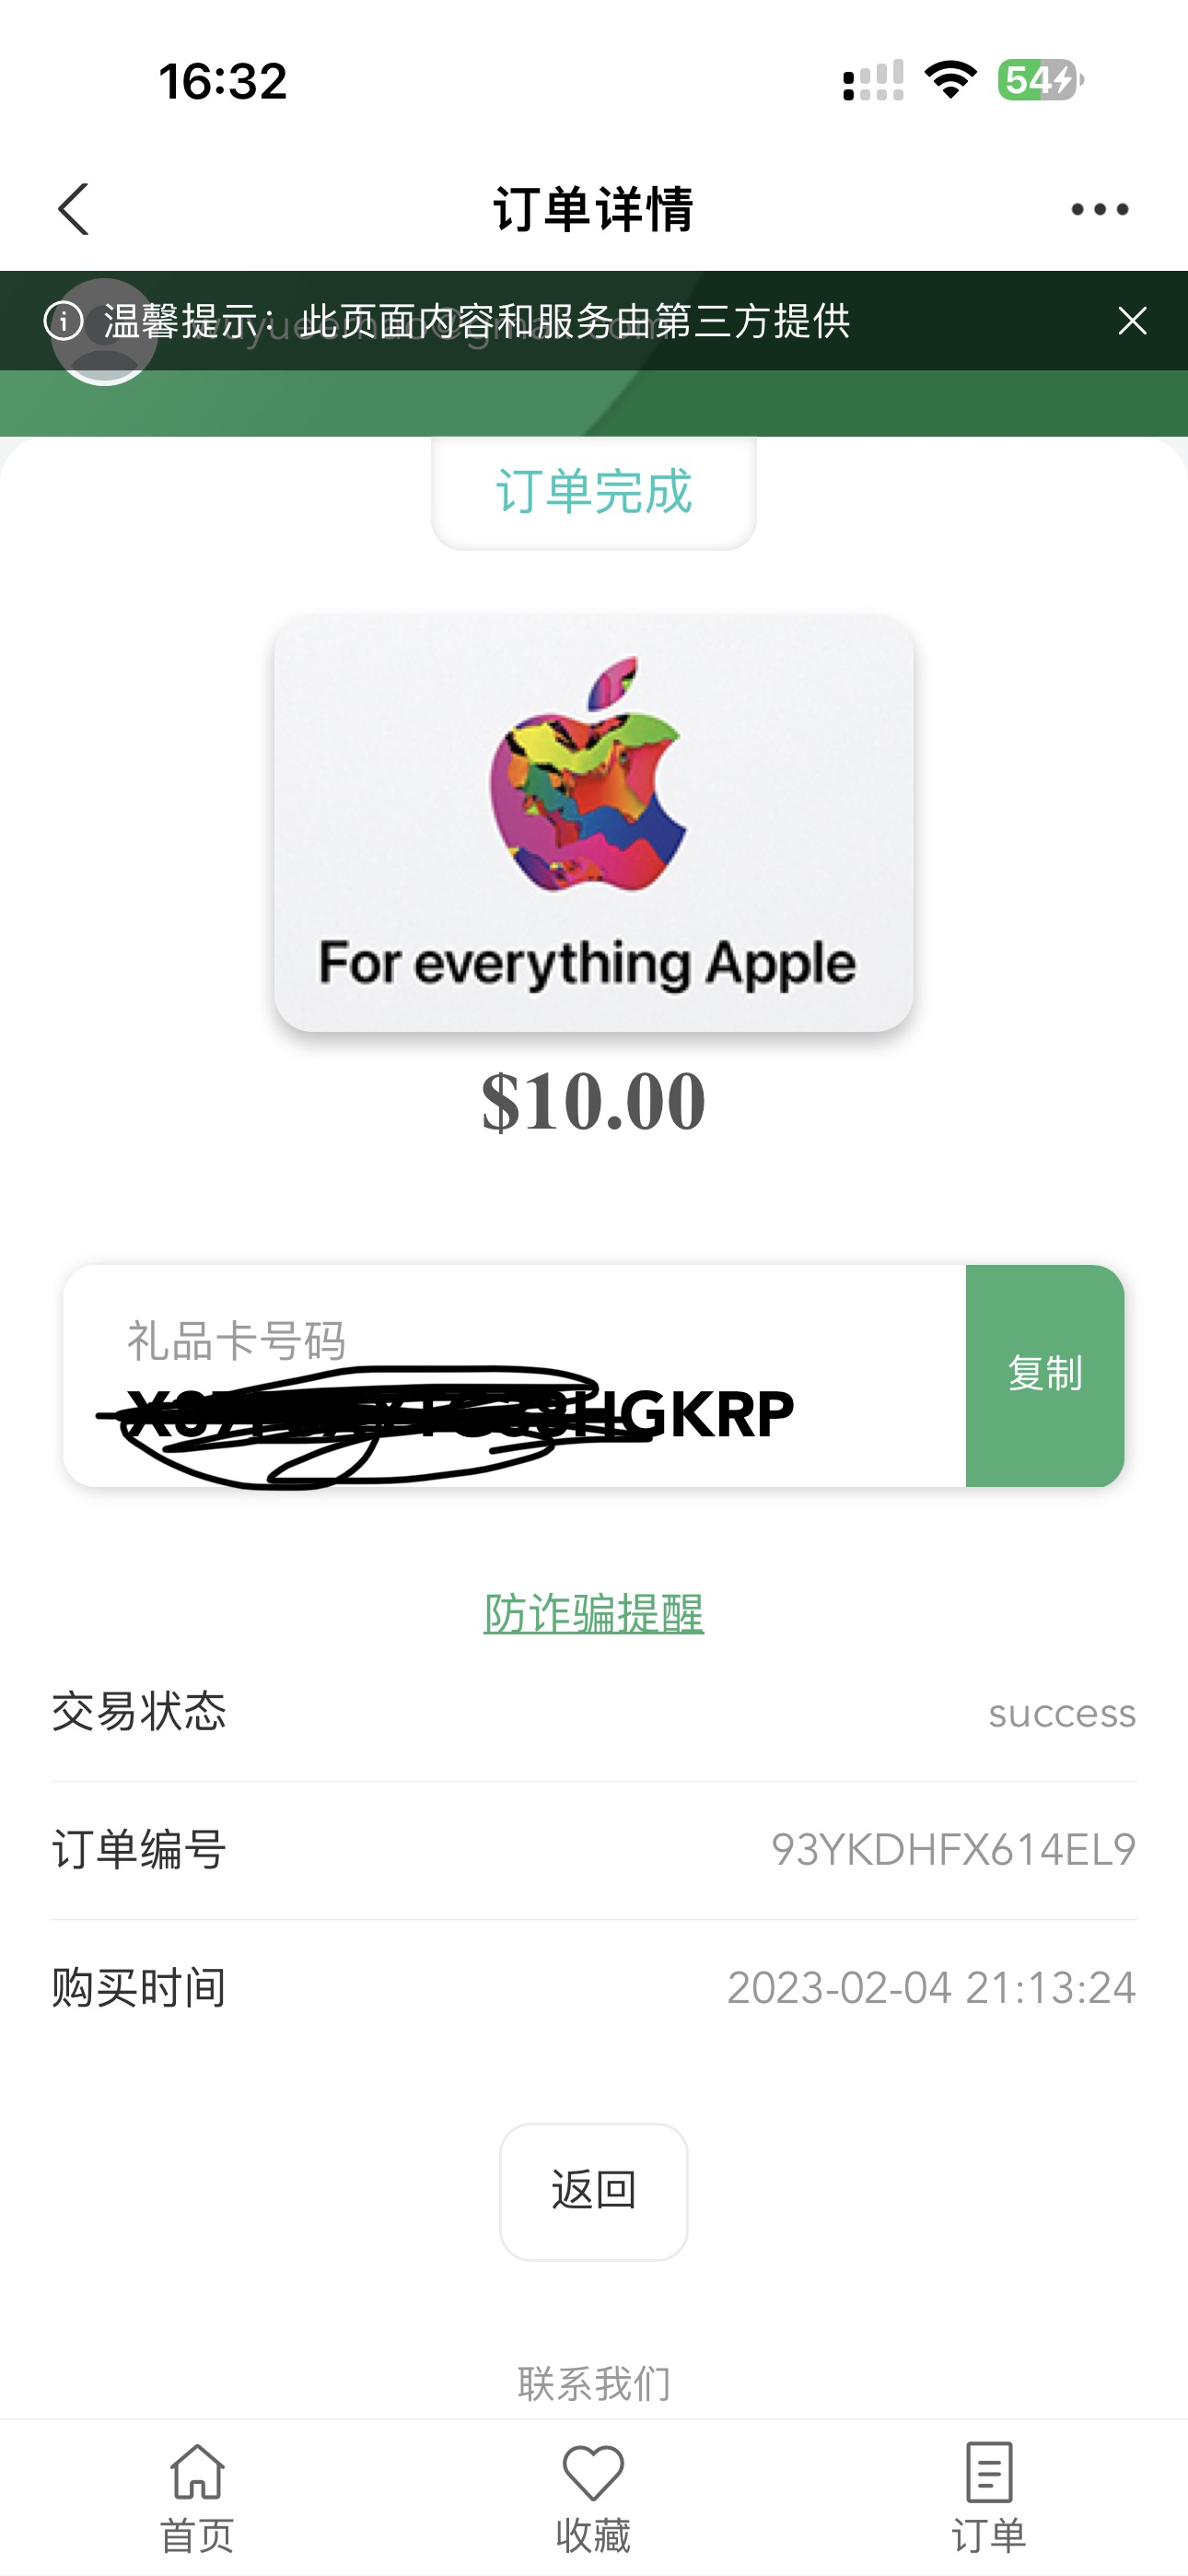 16:32
54
订单详情
温馨提示：此页面内容和服务由第三方提供
订单完成
For everything Apple
$10.00
礼品卡号码
GKRP
复制
防诈骗提醒
交易状态
success
订单编号
93YKDHFX614EL9
购买时间
2023-02-04 21:13:24
返回
联系我们
首页
收藏
订单